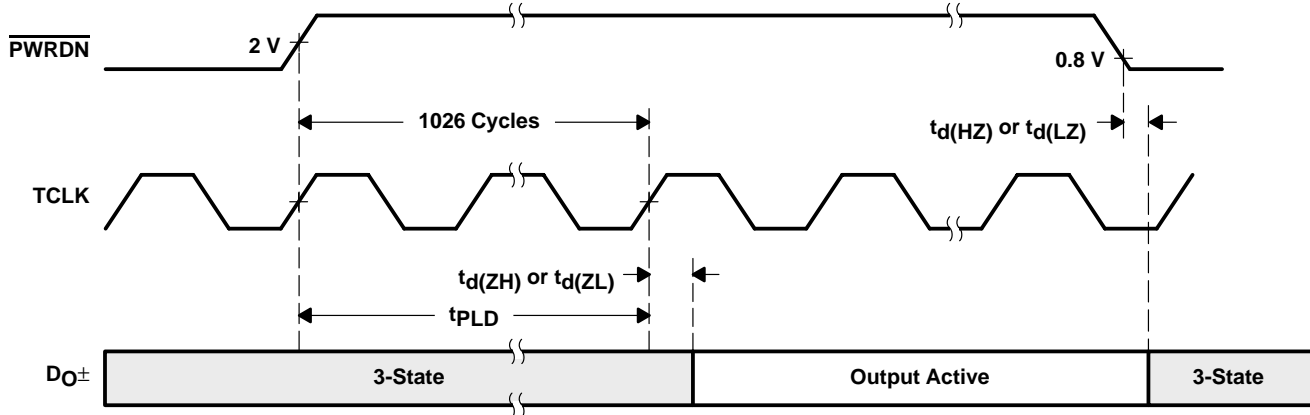 PWRDN
2 V
0.8 V
1026 Cycles
td(HZ) or td(LZ)
TCLK
td(ZH) or td(ZL)
tPLD
DO±
3-State
Output Active
3-State